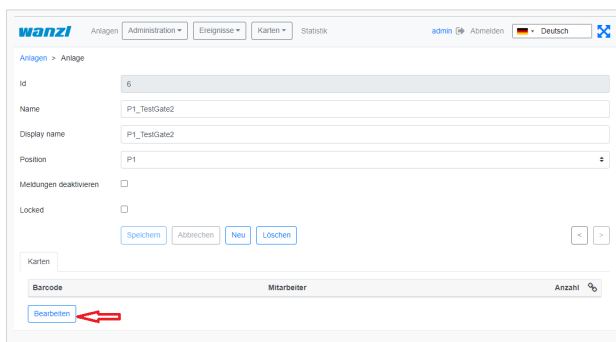 wanzl Anlagen Administration Ereignisse Karten Statistik admin Abmelden Deutsch
Anlagen > Anlage
Id 6
Name P1_TestGate2
Display name P1_TestGate2
Position P1
Meldungen deaktivieren
Locked
Speichern Abbrechen Neu Löschen < >
Karten
Barcode Mitarbeiter Anzahl
Bearbeiten